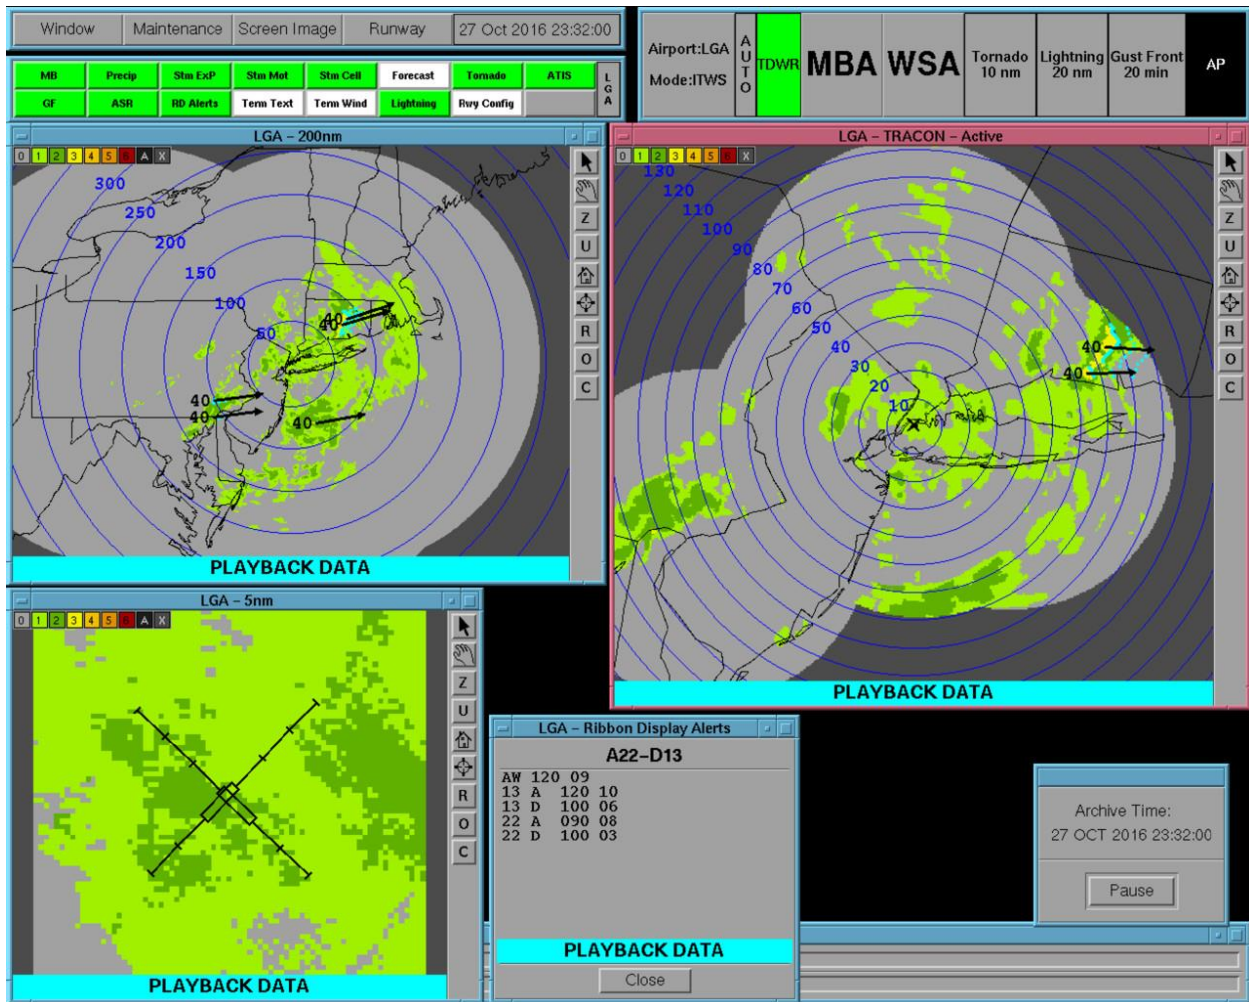 Window Maintenance Screen Image Runway 27 Oct 2016 23:32:00
MB Precip Stm ExP Stm Mot Stm Cell Forecast Tornado ATIS
GF ASR RD Alerts Term Text Term Wind Lightning Rwy Config
LGA
Airport:LGA
Mode:ITWS
AUTO
TDWR
MBA
WSA
Tornado
10 nm
Lightning
20 nm
Gust Front
20 min
AP
LGA – 200nm
0 1 2 3 4 5 6 A X
300
250
200
150
100
50
40
40
40
40
40
Z
U
R
O
C
PLAYBACK DATA
LGA – TRACON – Active
0 1 2 3 4 5 6 X
130
120
110
100
90
80
70
60
50
40
30
20
10
40
40
Z
U
R
O
C
PLAYBACK DATA
LGA – 5nm
0 1 2 3 4 5 6 A X
Z
U
R
O
C
PLAYBACK DATA
LGA – Ribbon Display Alerts
A22–D13
AW 120 09
13 A 120 10
13 D 100 06
22 A 090 08
22 D 100 03
PLAYBACK DATA
Close
Archive Time:
27 OCT 2016 23:32:00
Pause